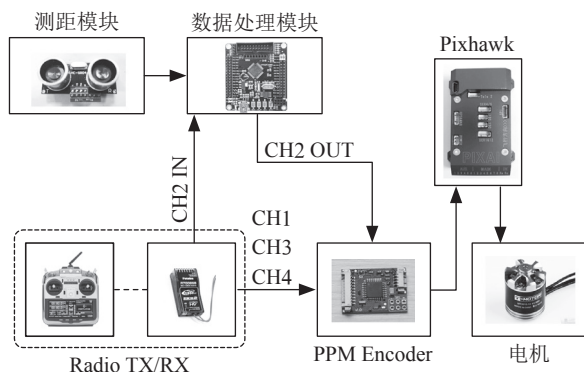 测距模块
数据处理模块
Pixhawk
CH2 OUT
CH2 IN
CH1
CH3
CH4
Radio TX/RX
PPM Encoder
电机